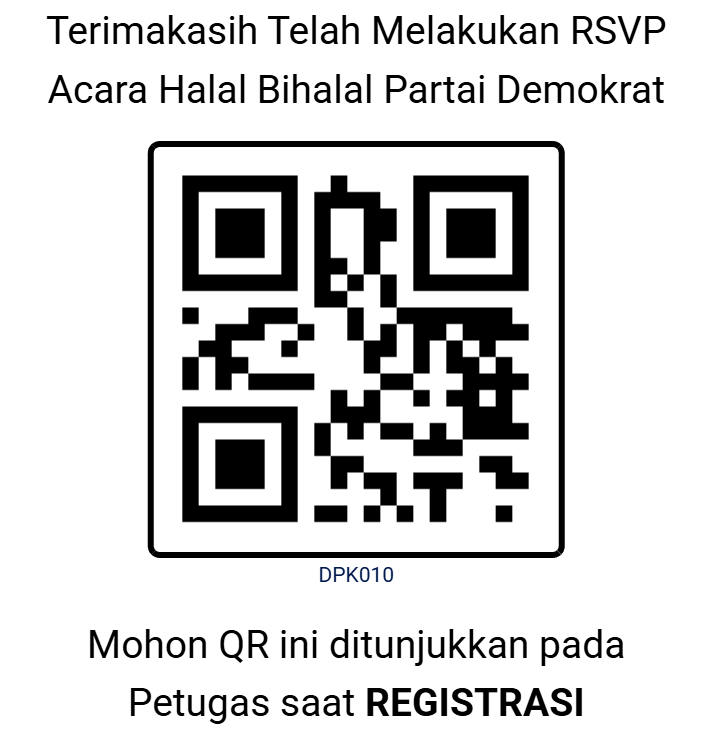 Terimakasih Telah Melakukan RSVP
Acara Halal Bihalal Partai Demokrat
DPK010
Mohon QR ini ditunjukkan pada
Petugas saat REGISTRASI